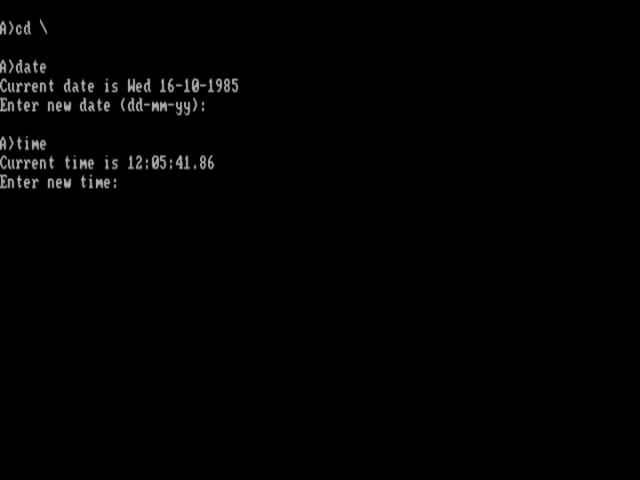 A)cd \
A)date
Current date is Wed 16-10-1985
Enter new date (dd-mm-yy):
A)time
Current time is 12:05:41.86
Enter new time: